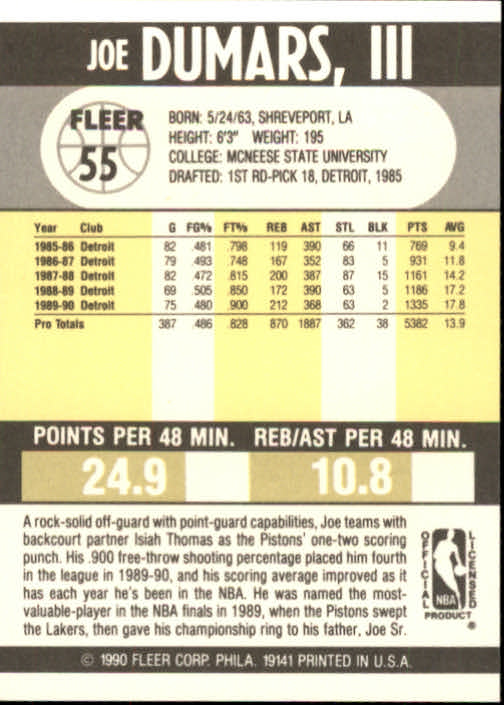 JOE DUMARS, III
FLEER
55
BORN: 5/24/63, SHREVEPORT, LA
HEIGHT: 6'3" WEIGHT: 195
COLLEGE: MCNEESE STATE UNIVERSITY
DRAFTED: 1ST RD-PICK 18, DETROIT, 1985
Year Club G FG% FT% REB AST STL BLK PTS AVG
1985-86 Detroit 82 .481 .798 119 390 66 11 769 9.4
1986-87 Detroit 79 .493 .748 167 352 83 5 931 11.8
1987-88 Detroit 82 .472 .815 200 387 87 15 1161 14.2
1988-89 Detroit 69 .505 .850 172 390 63 5 1186 17.2
1989-90 Detroit 75 .480 .900 212 368 63 2 1335 17.8
Pro Totals 387 .486 .828 870 1887 362 38 5382 13.9
POINTS PER 48 MIN. REB/AST PER 48 MIN.
24.9 10.8
A rock-solid off-guard with point-guard capabilities, Joe teams with
backcourt partner Isiah Thomas as the Pistons' one-two scoring
punch. His .900 free-throw shooting percentage placed him fourth
in the league in 1989-90, and his scoring average improved as it
has each year he's been in the NBA. He was named the most-
valuable-player in the NBA finals in 1989, when the Pistons swept
the Lakers, then gave his championship ring to his father, Joe Sr.
OFFICIAL
LICENSED
NBA
PRODUCT
®
© 1990 FLEER CORP. PHILA. 19141 PRINTED IN U.S.A.